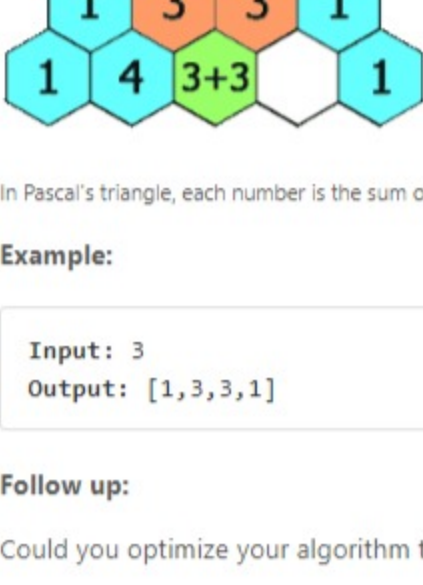 1 3 3 1
1 4 3+3 1
In Pascal's triangle, each number is the sum
Example:
Input: 3
Output: [1,3,3,1]
Follow up:
Could you optimize your algorithm